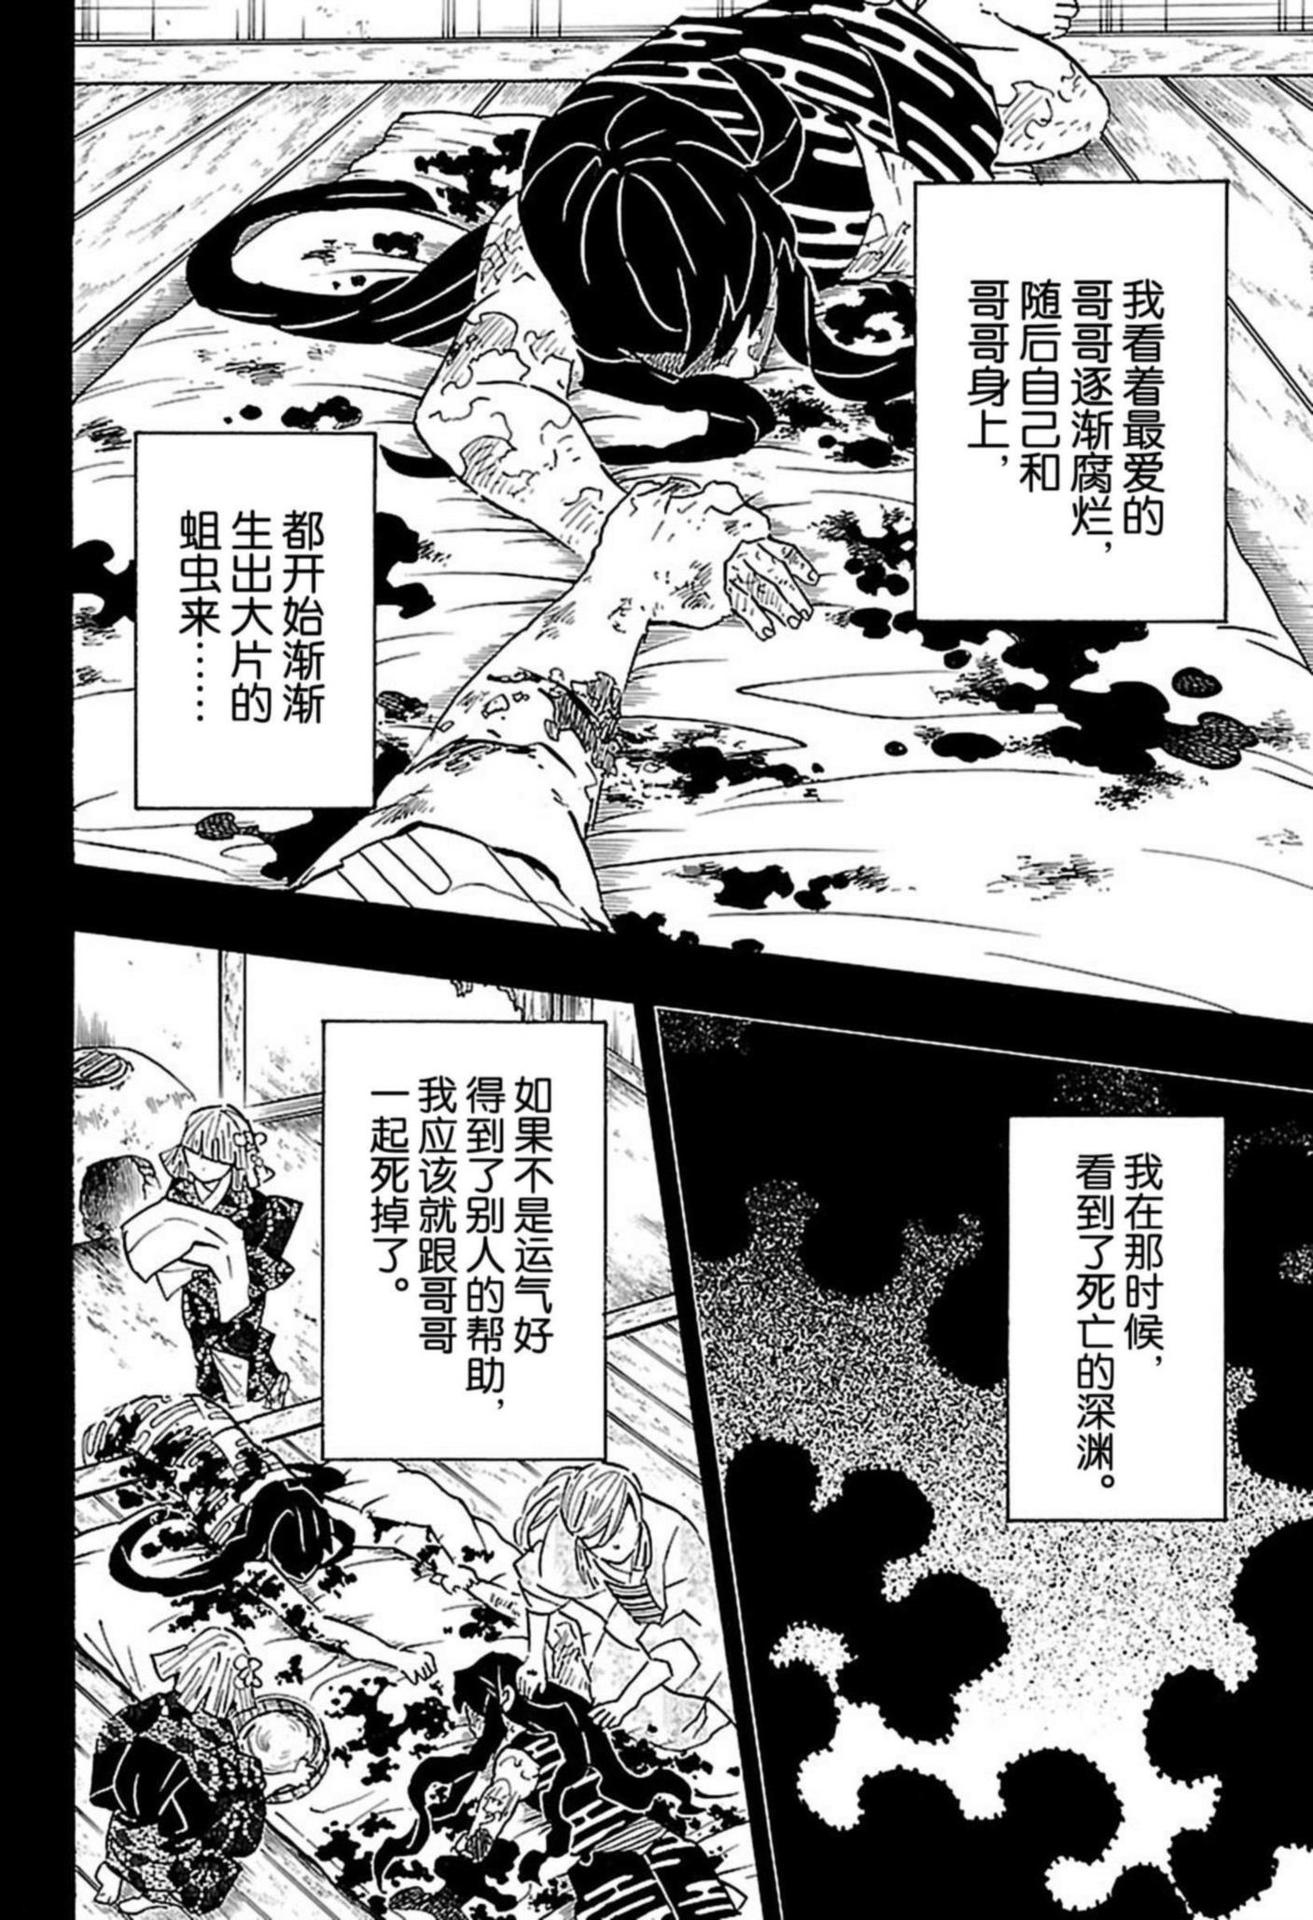 我看着最爱的
哥哥逐渐腐烂，
随后自己和
哥哥身上，
都开始渐渐
生出大片的
蛆虫来……
我在那时候，
看到了死亡的深渊。
如果不是运气好
得到了别人的帮助，
我应该就跟哥哥
一起死掉了。